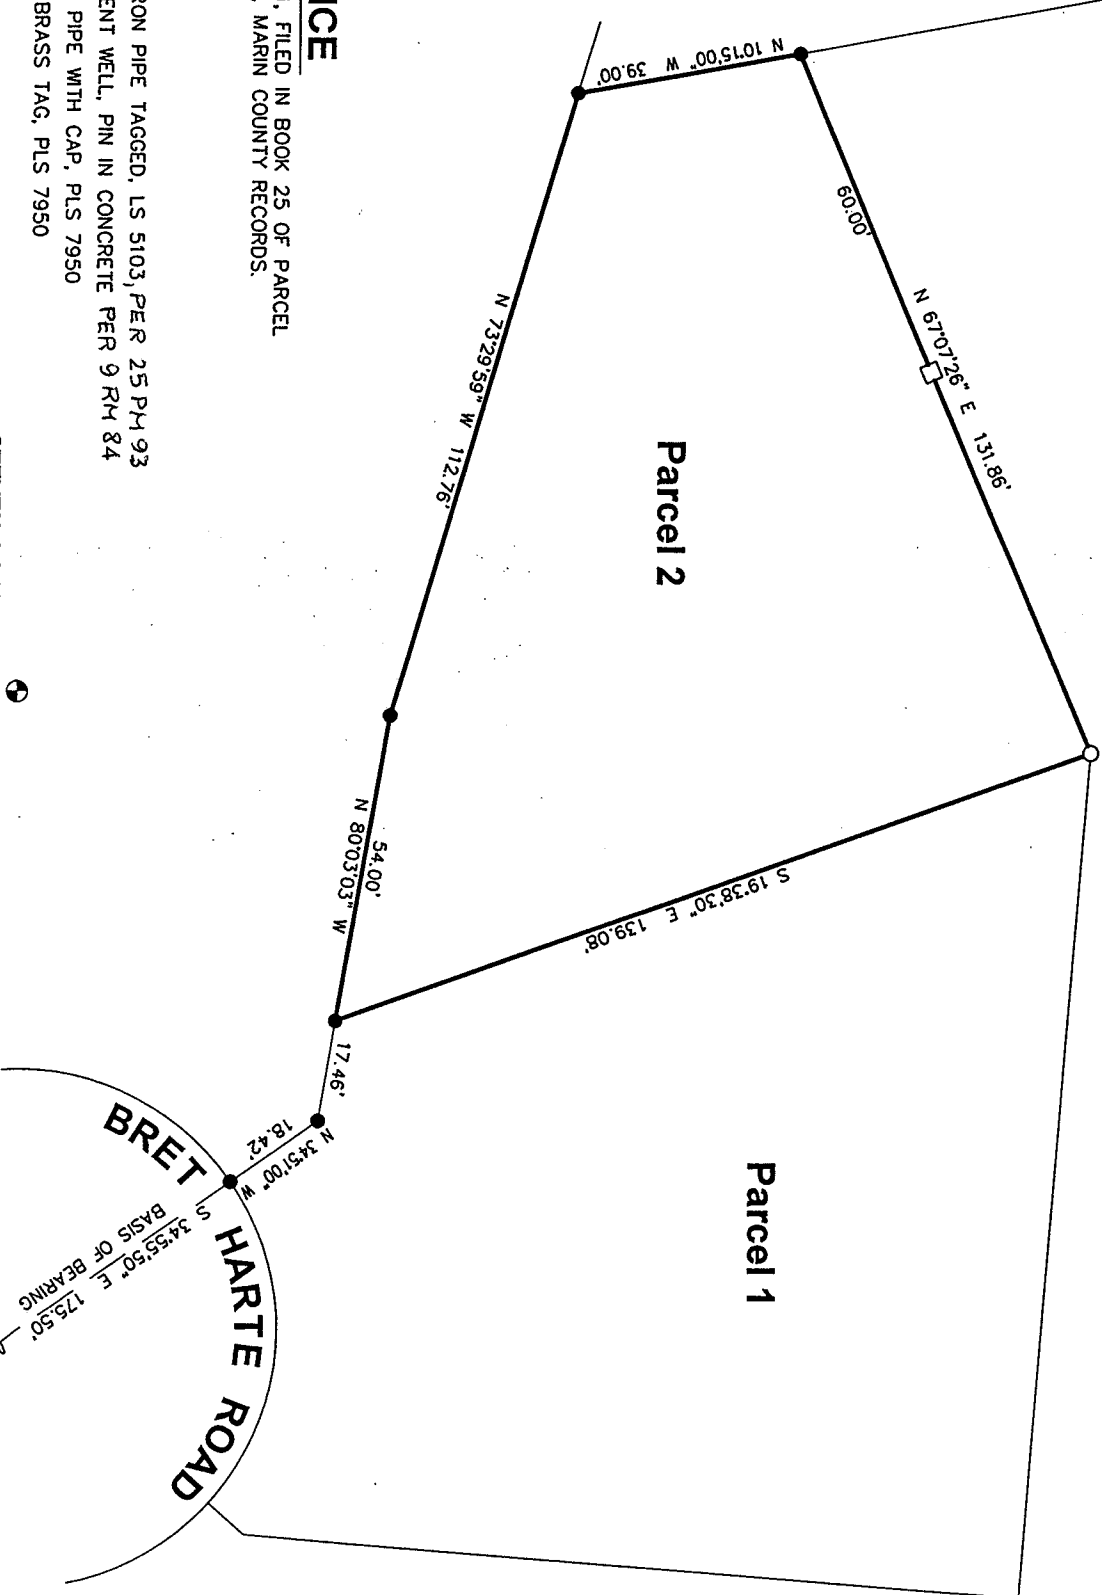 N 10°15'00" W 39.00'
60.00'
N 67°07'26" E 131.86'
N 73°29'59" W 112.76'
Parcel 2
54.00'
N 80°03'03" W
S 19°38'30" E 139.08'
17.46'
18.42'
N 34°51'00" W
Parcel 1
BRET HARTE ROAD
S 34°55'50" E 175.50'
BASIS OF BEARING
ICE
, FILED IN BOOK 25 OF PARCEL
, MARIN COUNTY RECORDS.
RON PIPE TAGGED, LS 5103, PER 25 PM 93
ENT WELL, PIN IN CONCRETE PER 9 RM 84
PIPE WITH CAP, PLS 7950
BRASS TAG, PLS 7950